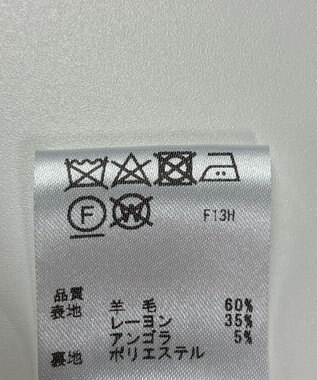 F W F13H
品質
表地 羊毛 60%
レーヨン 35%
アンゴラ 5%
裏地 ポリエステル